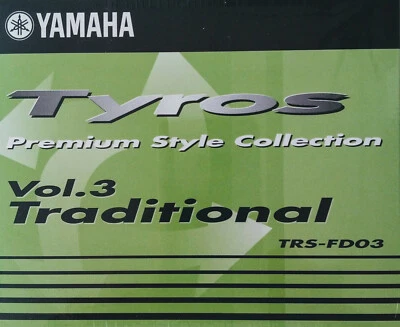 YAMAHA
Tyros
Premium Style Collection
Vol.3
Traditional
TRS-FD03